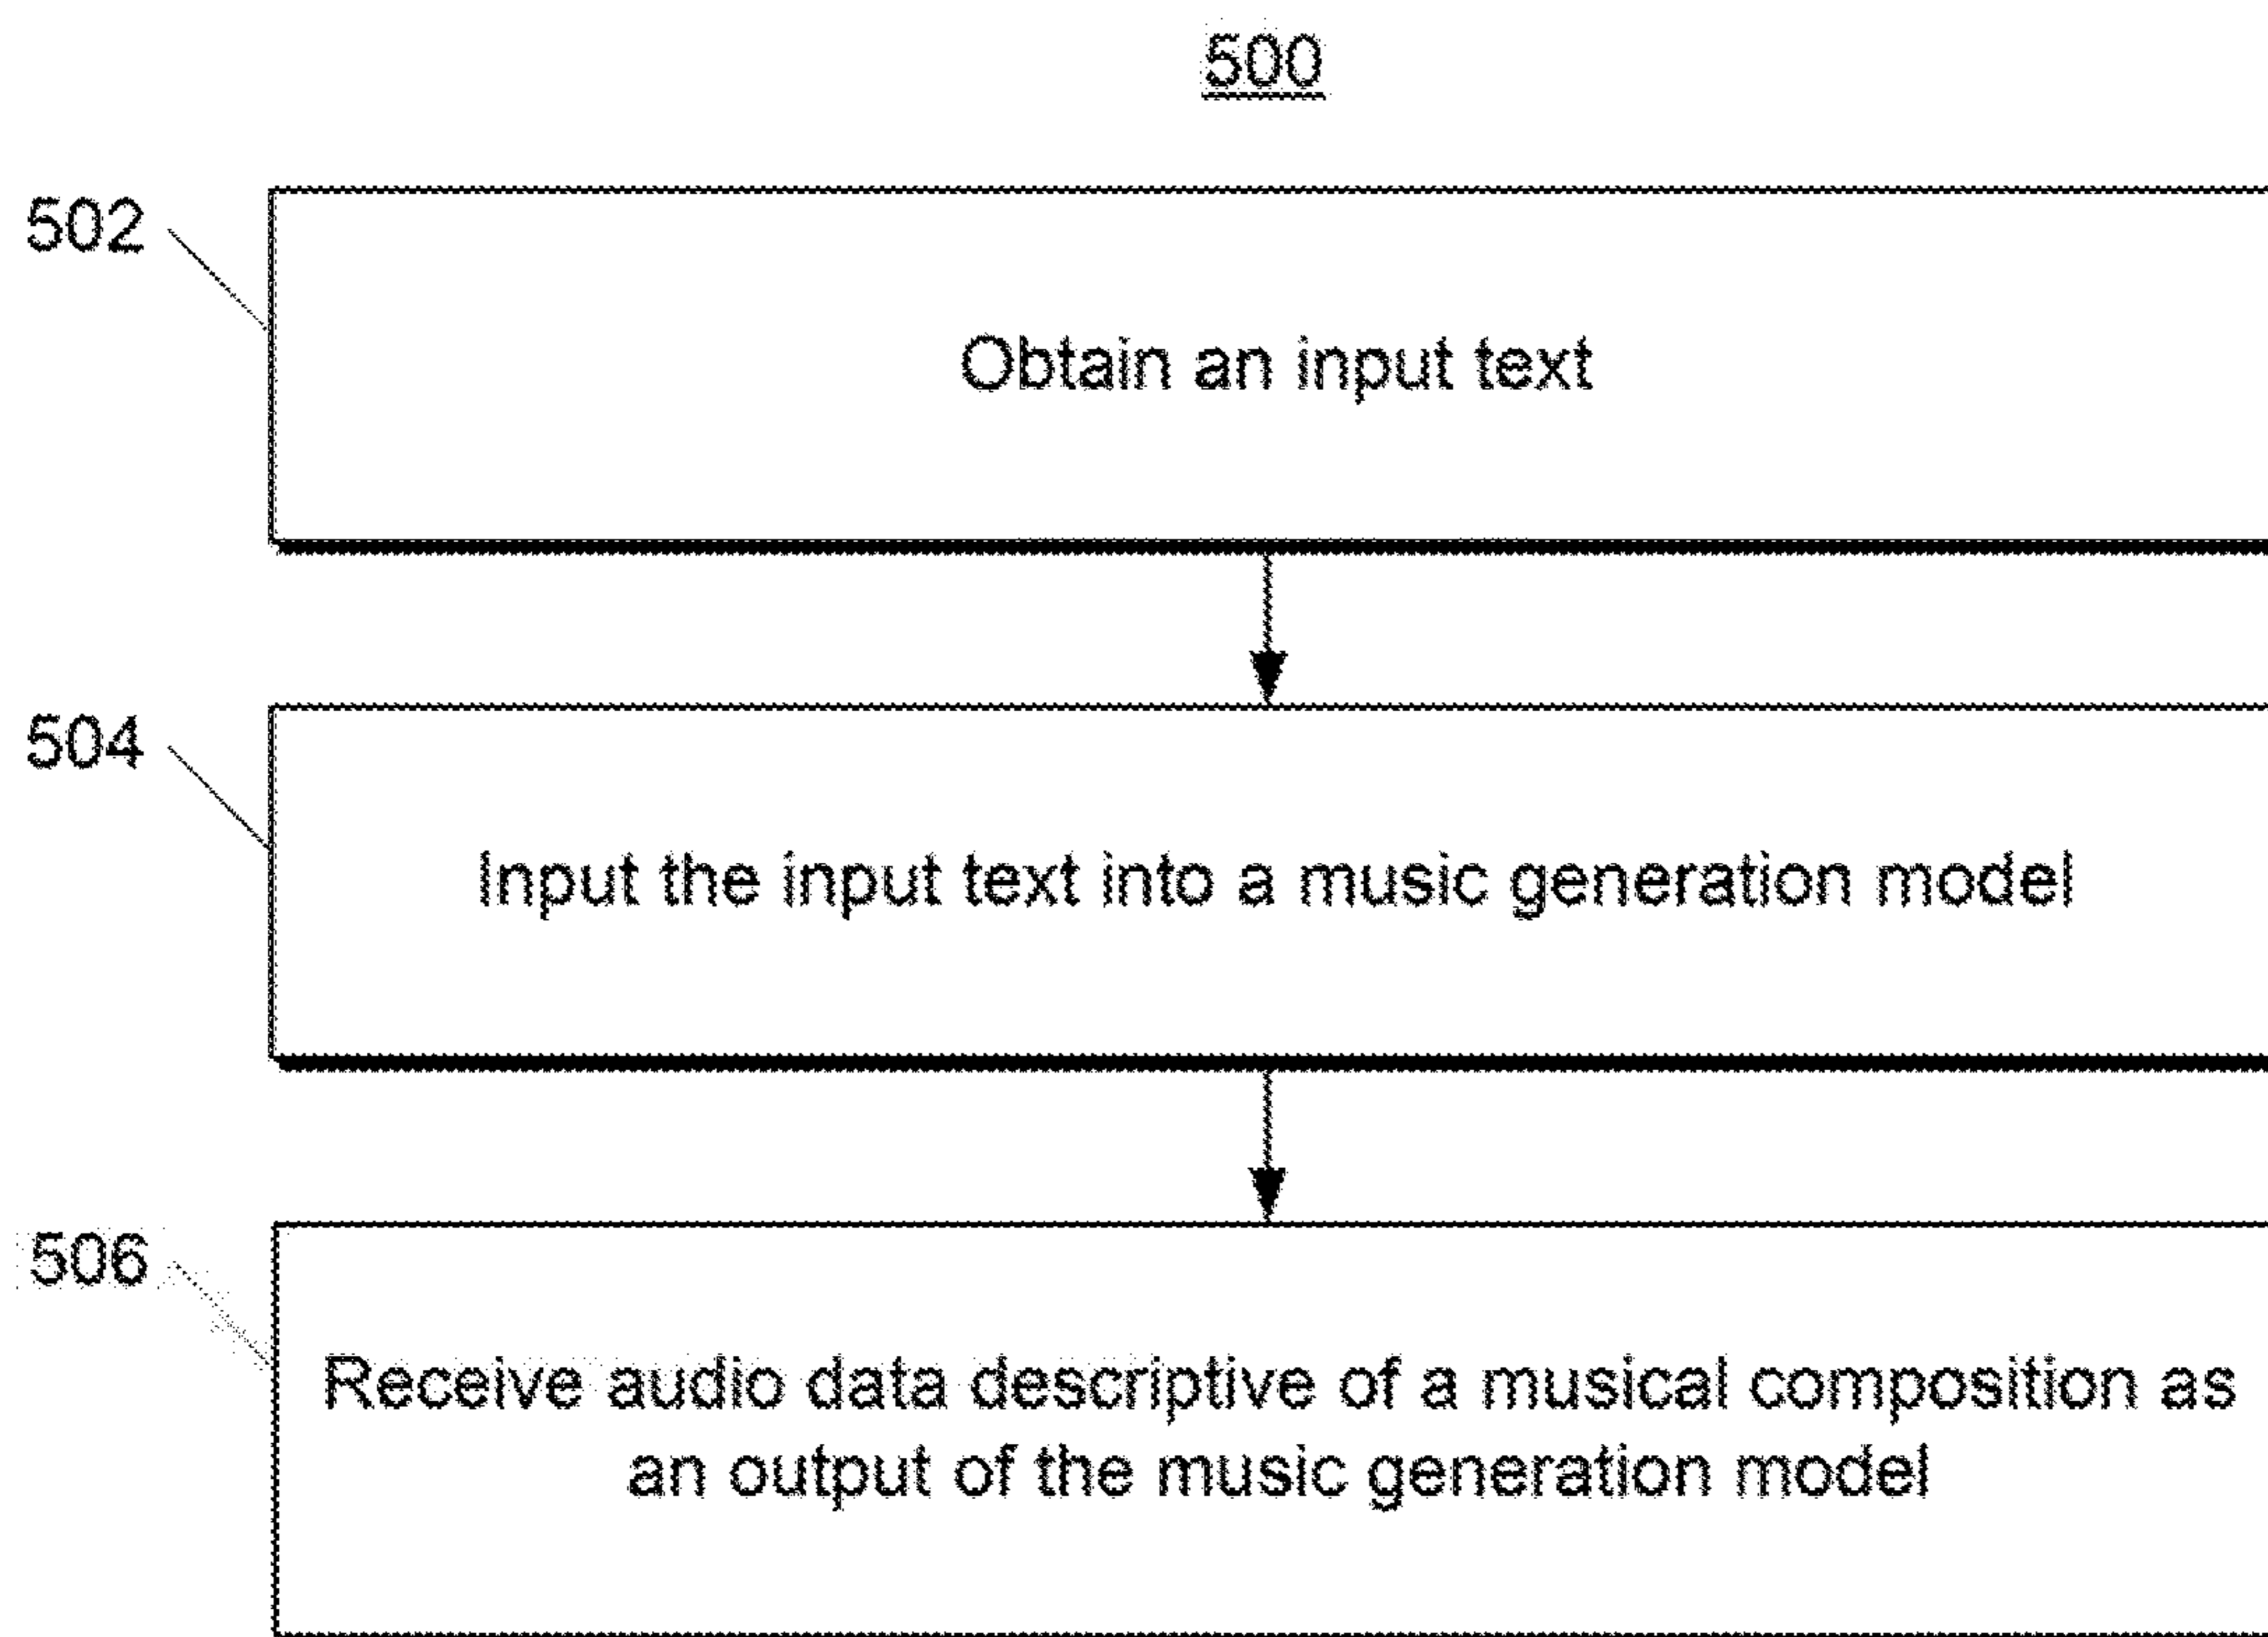 500
502
Obtain an input text
504
Input the input text into a music generation model
506
Receive audio data descriptive of a musical composition as
an output of the music generation model